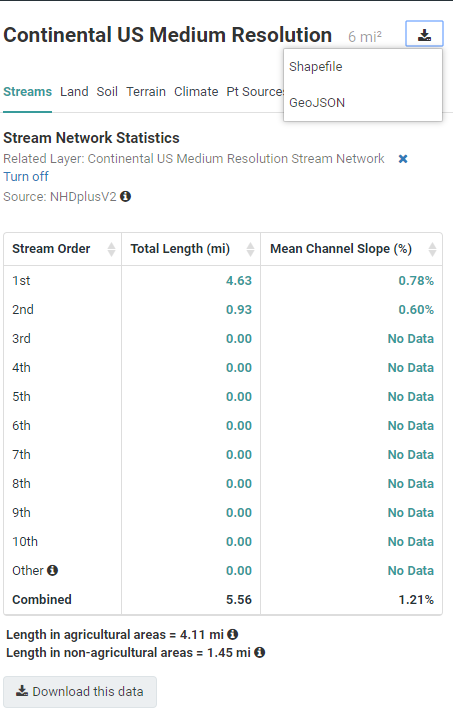 Continental US Medium Resolution 6 mi²
Shapefile
GeoJSON
Streams Land Soil Terrain Climate Pt Sources
Stream Network Statistics
Related Layer: Continental US Medium Resolution Stream Network ✖
Turn off
Source: NHDplusV2
Stream Order Total Length (mi) Mean Channel Slope (%)
1st 4.63 0.78%
2nd 0.93 0.60%
3rd 0.00 No Data
4th 0.00 No Data
5th 0.00 No Data
6th 0.00 No Data
7th 0.00 No Data
8th 0.00 No Data
9th 0.00 No Data
10th 0.00 No Data
Other 0.00 No Data
Combined 5.56 1.21%
Length in agricultural areas = 4.11 mi
Length in non-agricultural areas = 1.45 mi
Download this data